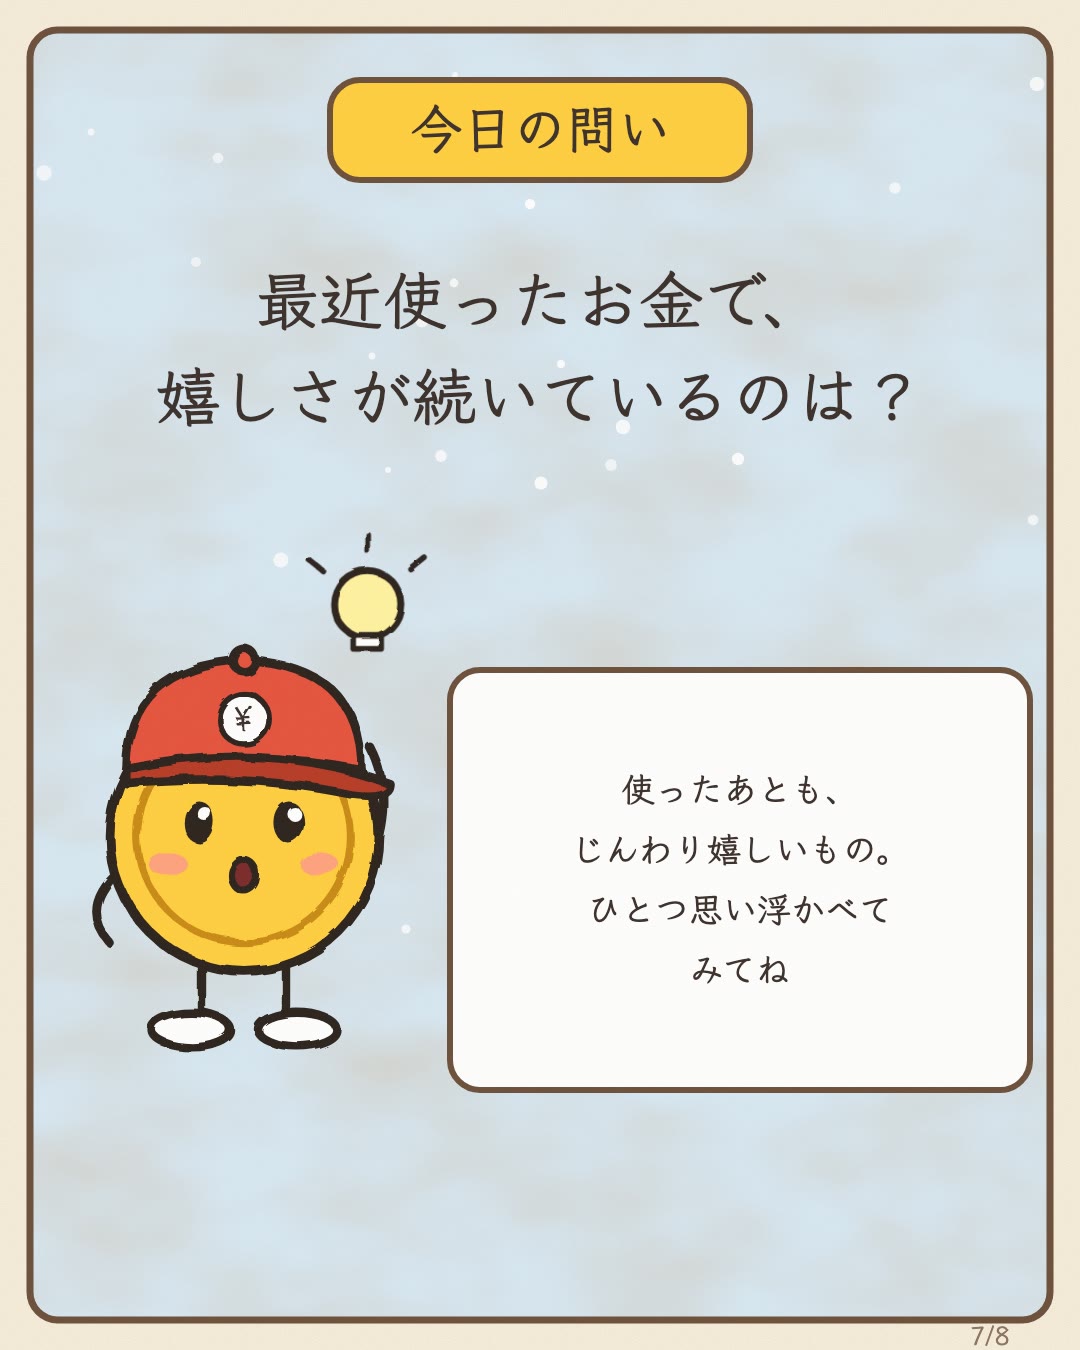 今日の問い
最近使ったお金で、
嬉しさが続いているのは？
¥
使ったあとも、
じんわり嬉しいもの。
ひとつ思い浮かべて
みてね
7/8